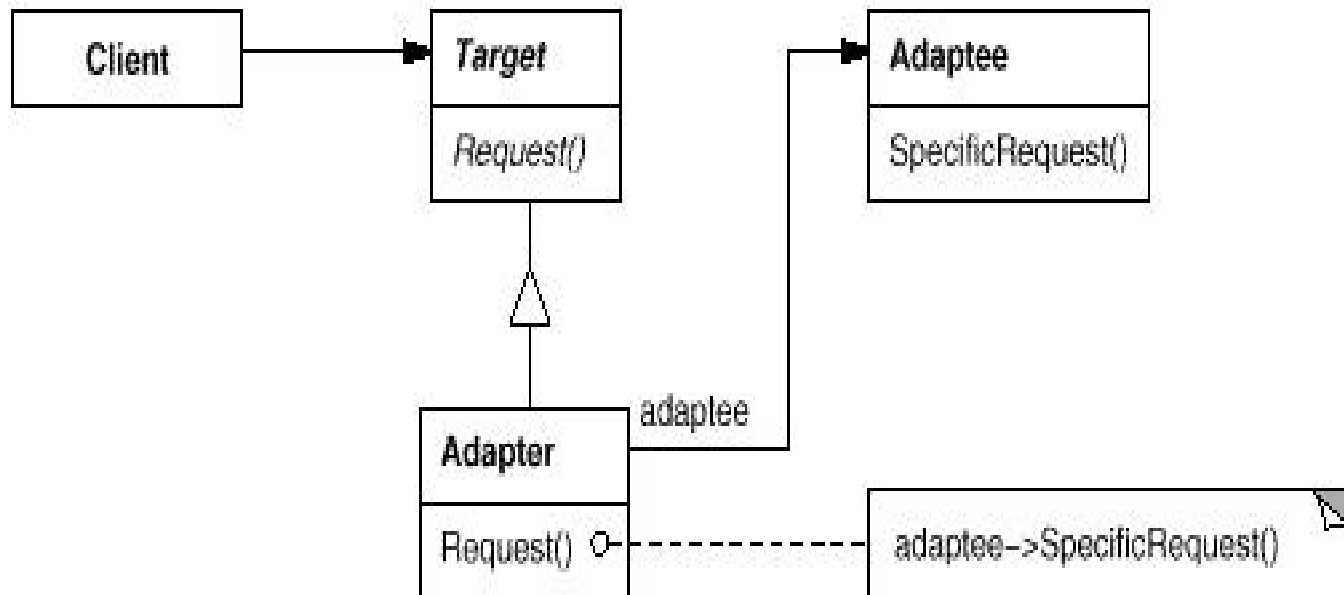 Client
Target
Request()
Adaptee
SpecificRequest()
adaptee
Adapter
Request()
adaptee->SpecificRequest()